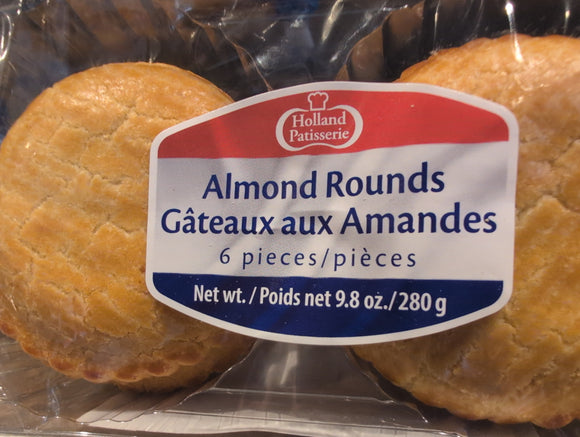 Holland
Patisserie
Almond Rounds
Gâteaux aux Amandes
6 pieces/pièces
Net wt. / Poids net 9.8 oz./280 g